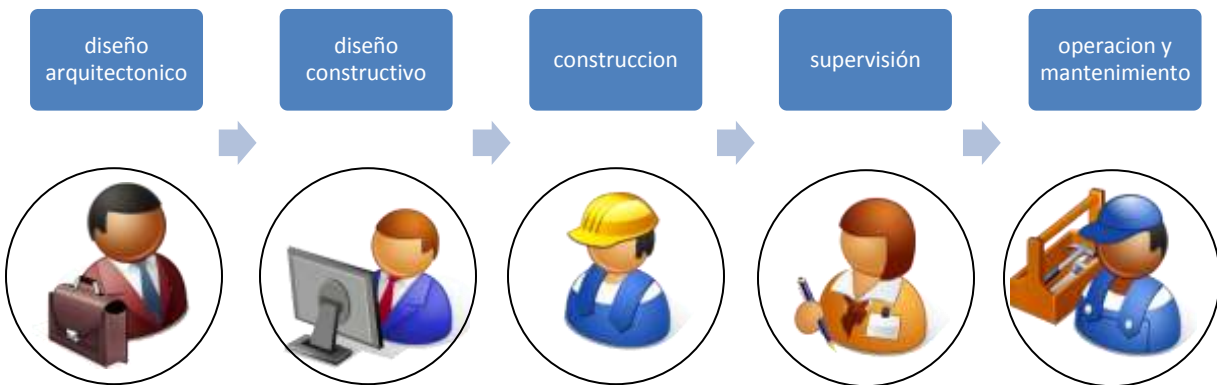 diseño
arquitectonico
diseño
constructivo
construccion
supervisión
operacion y
mantenimiento